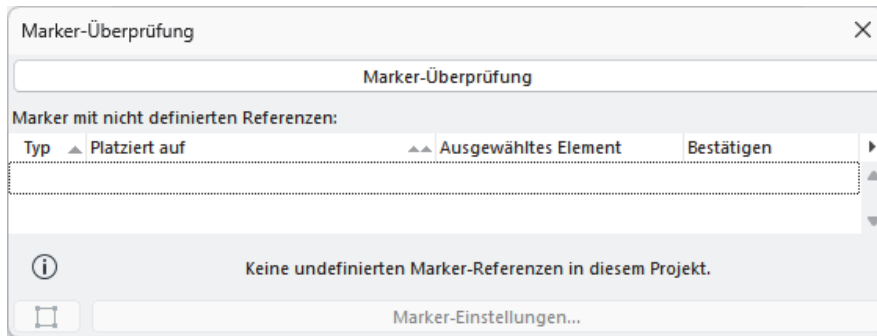 Marker-Überprüfung
Marker-Überprüfung
Marker mit nicht definierten Referenzen:
Typ Platziert auf Ausgewähltes Element Bestätigen
Keine undefinierten Marker-Referenzen in diesem Projekt.
Marker-Einstellungen...